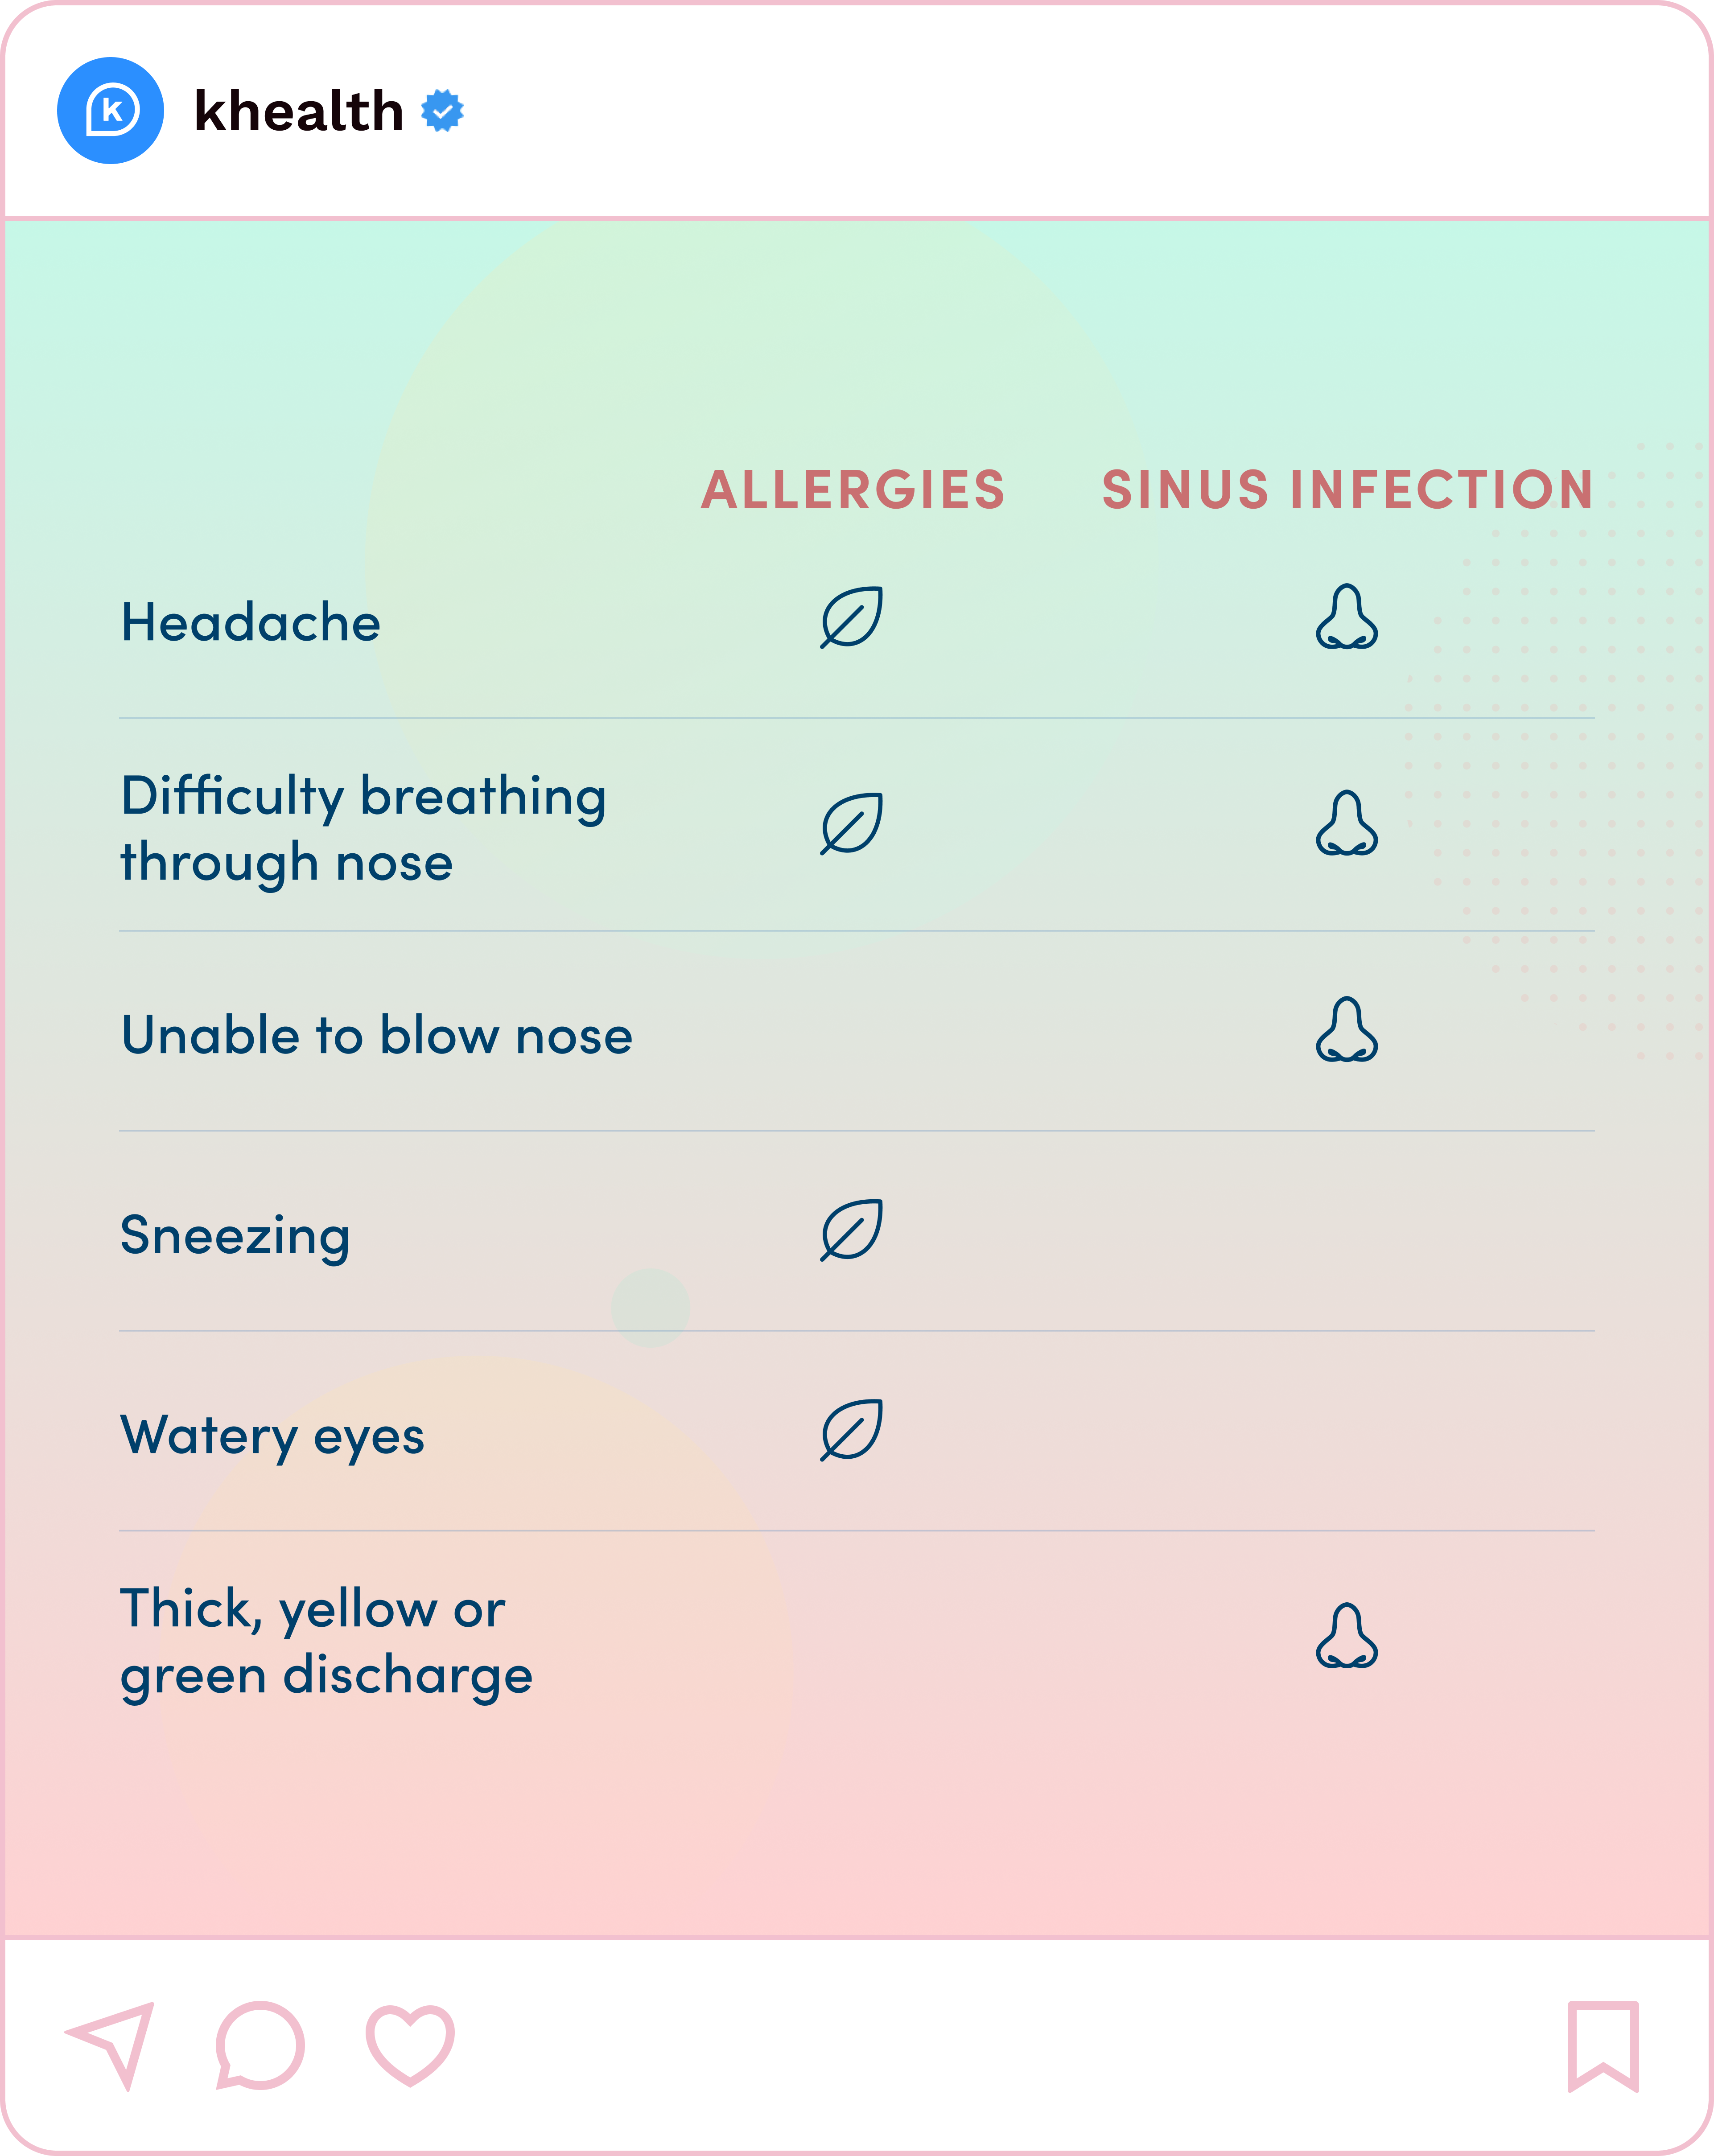 khealth
ALLERGIES SINUS INFECTION
Headache
Difficulty breathing
through nose
Unable to blow nose
Sneezing
Watery eyes
Thick, yellow or
green discharge